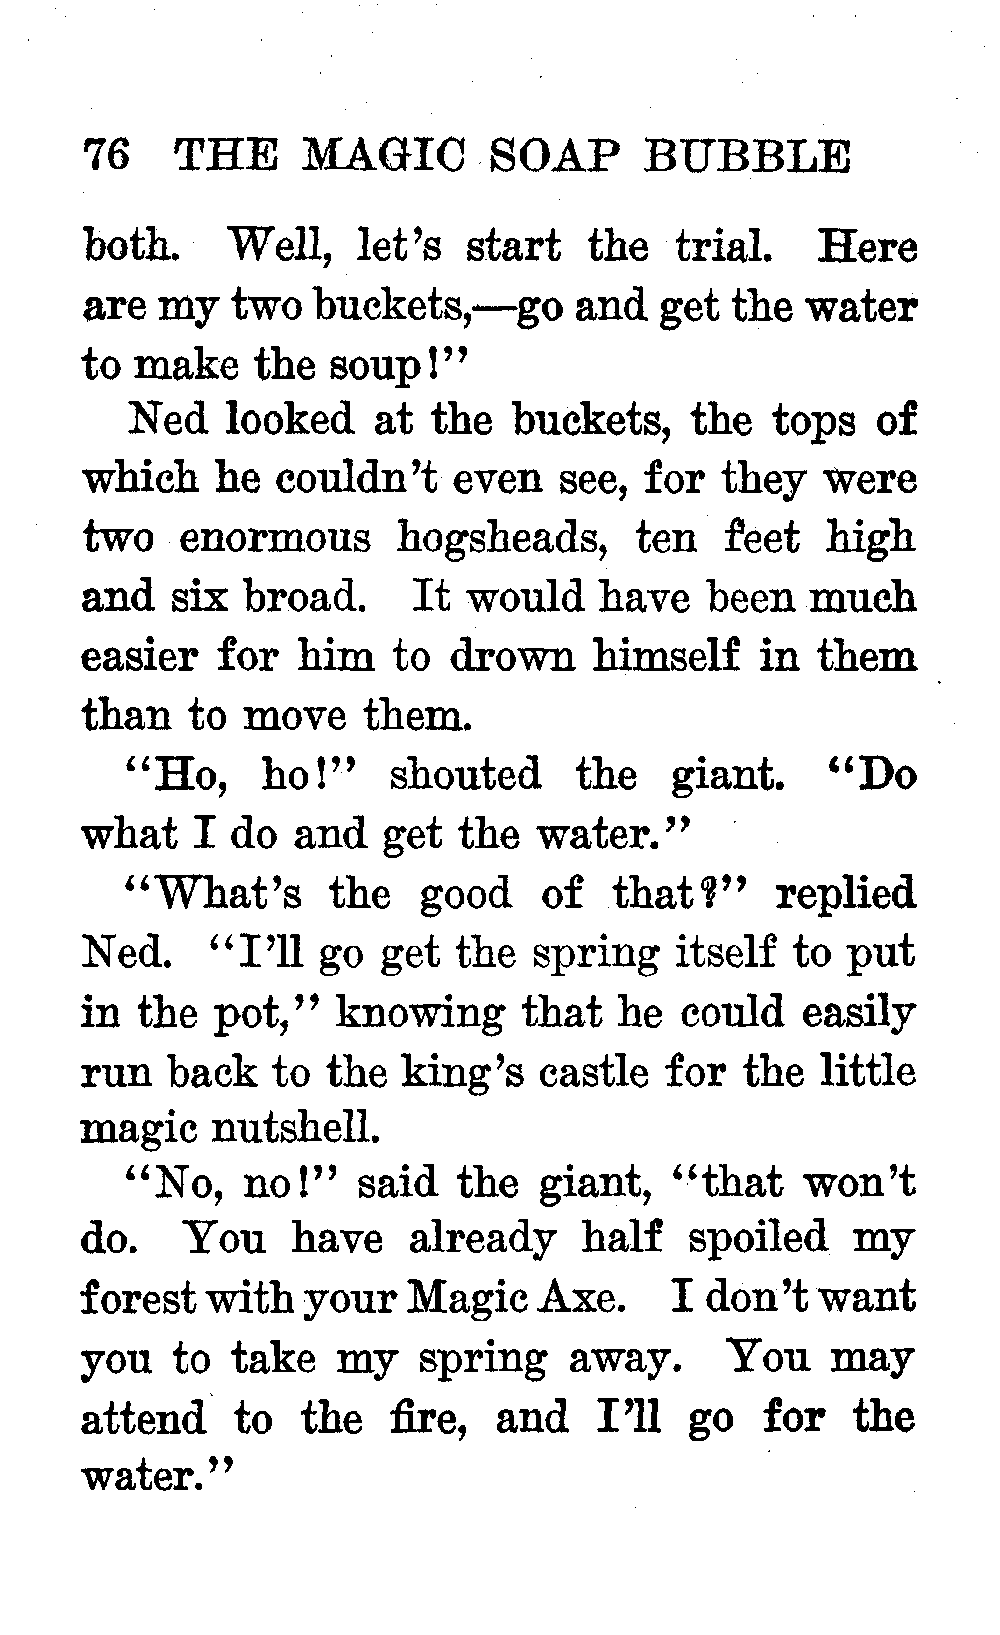 76 THE MAGIC SOAP BUBBLE
both. Well, let's start the trial. Here
are my two buckets,—go and get the water
to make the soup!"
Ned looked at the buckets, the tops of
which he couldn't even see, for they were
two enormous hogsheads, ten feet high
and six broad. It would have been much
easier for him to drown himself in them
than to move them.
"Ho, ho!" shouted the giant. "Do
what I do and get the water."
"What's the good of that?" replied
Ned. "I'll go get the spring itself to put
in the pot," knowing that he could easily
run back to the king's castle for the little
magic nutshell.
"No, no!" said the giant, "that won't
do. You have already half spoiled my
forest with your Magic Axe. I don't want
you to take my spring away. You may
attend to the fire, and I'll go for the
water."